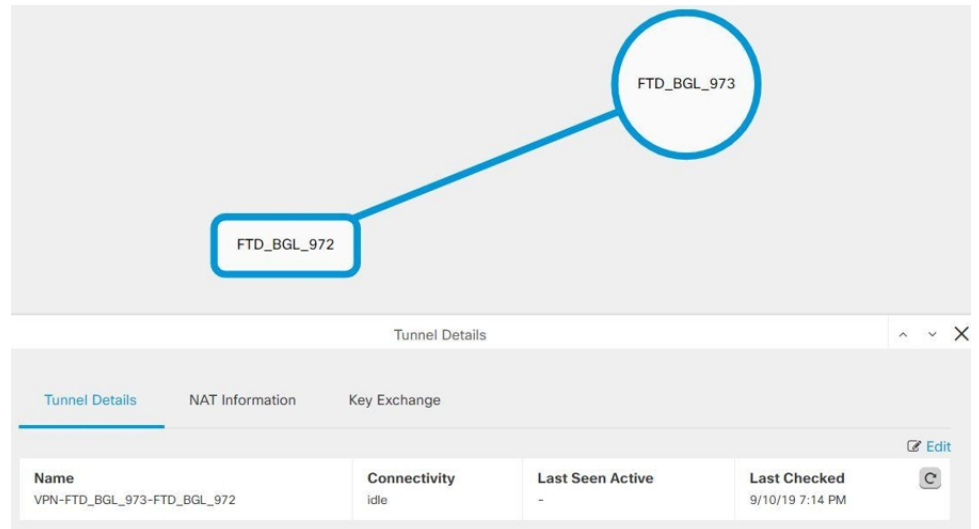 FTD_BGL_973
FTD_BGL_972
Tunnel Details
Tunnel Details NAT Information Key Exchange
Edit
Name Connectivity Last Seen Active Last Checked
VPN-FTD_BGL_973-FTD_BGL_972 idle - 9/10/19 7:14 PM